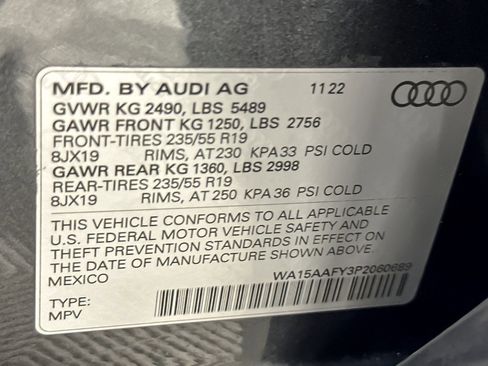 MFD. BY AUDI AG 11 22
GVWR KG 2490, LBS 5489
GAWR FRONT KG 1250, LBS 2756
FRONT-TIRES 235/55 R19
8JX19 RIMS, AT 230 KPA 33 PSI COLD
GAWR REAR KG 1360, LBS 2998
REAR-TIRES 235/55 R19
8JX19 RIMS, AT 250 KPA 36 PSI COLD
THIS VEHICLE CONFORMS TO ALL APPLICABLE
U.S. FEDERAL MOTOR VEHICLE SAFETY AND
THEFT PREVENTION STANDARDS IN EFFECT ON
THE DATE OF MANUFACTURE SHOWN ABOVE.
MEXICO
WA15AAFY3P2060689
TYPE:
MPV